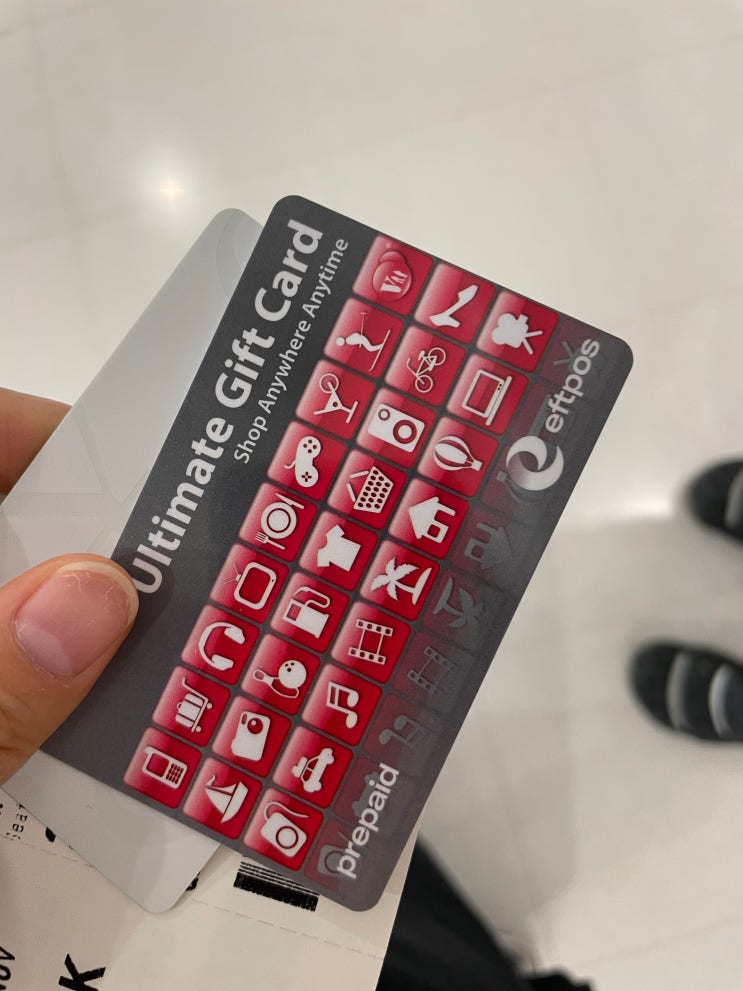 Ultimate Gift Card
Shop Anywhere Anytime
eftpos
prepaid
K